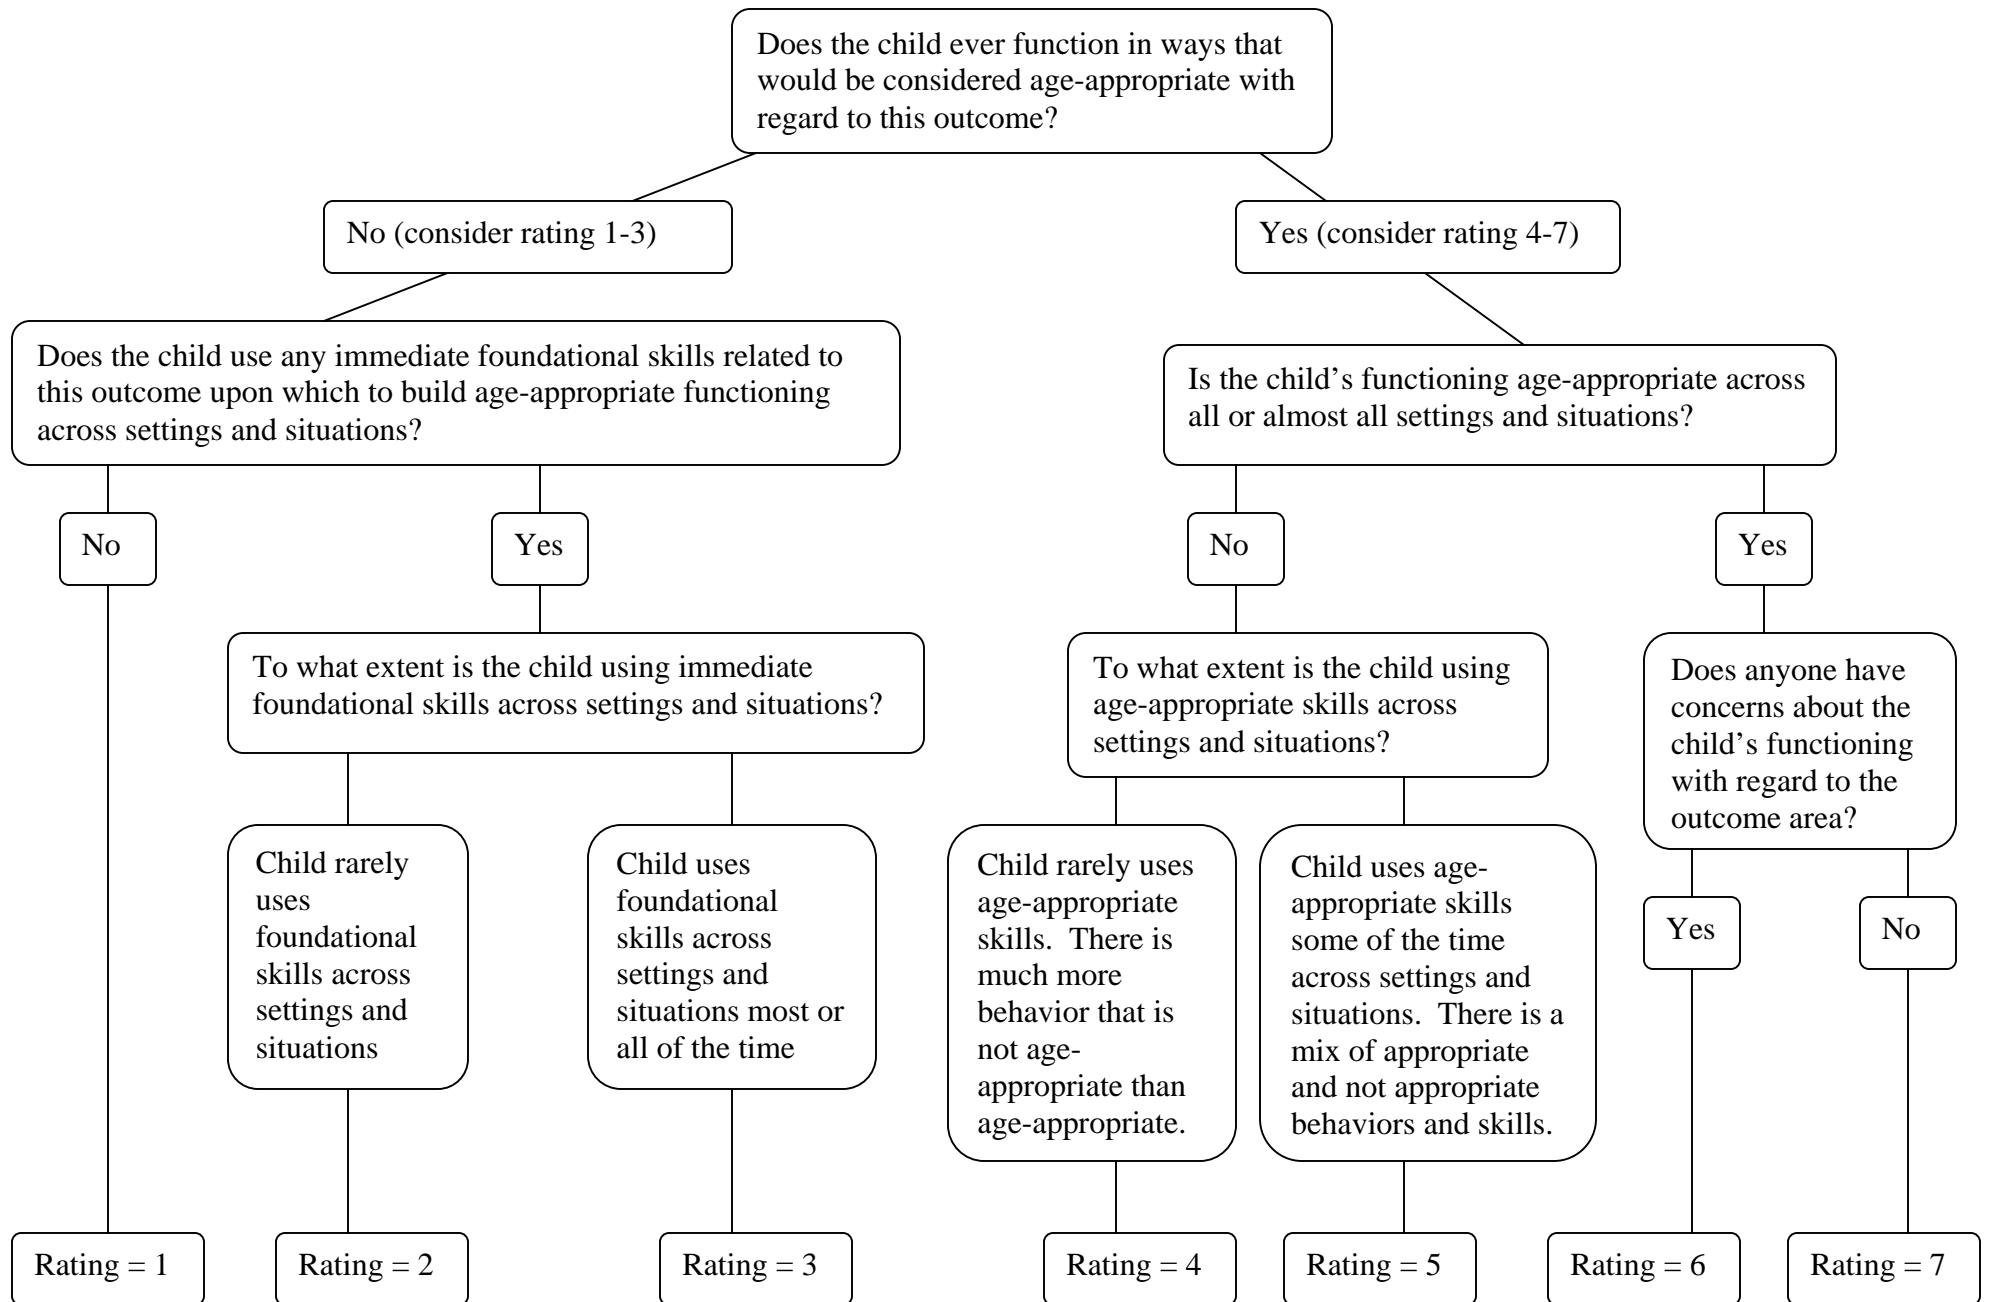 Does the child ever function in ways that
would be considered age-appropriate with
regard to this outcome?
No (consider rating 1-3)
Yes (consider rating 4-7)
Does the child use any immediate foundational skills related to
this outcome upon which to build age-appropriate functioning
across settings and situations?
Is the child’s functioning age-appropriate across
all or almost all settings and situations?
No
Yes
No
Yes
To what extent is the child using immediate
foundational skills across settings and situations?
To what extent is the child using
age-appropriate skills across
settings and situations?
Does anyone have
concerns about the
child’s functioning
with regard to the
outcome area?
Child rarely
uses
foundational
skills across
settings and
situations
Child uses
foundational
skills across
settings and
situations most or
all of the time
Child rarely uses
age-appropriate
skills.  There is
much more
behavior that is
not age-
appropriate than
age-appropriate.
Child uses age-
appropriate skills
some of the time
across settings and
situations.  There is a
mix of appropriate
and not appropriate
behaviors and skills.
Yes
No
Rating = 1
Rating = 2
Rating = 3
Rating = 4
Rating = 5
Rating = 6
Rating = 7